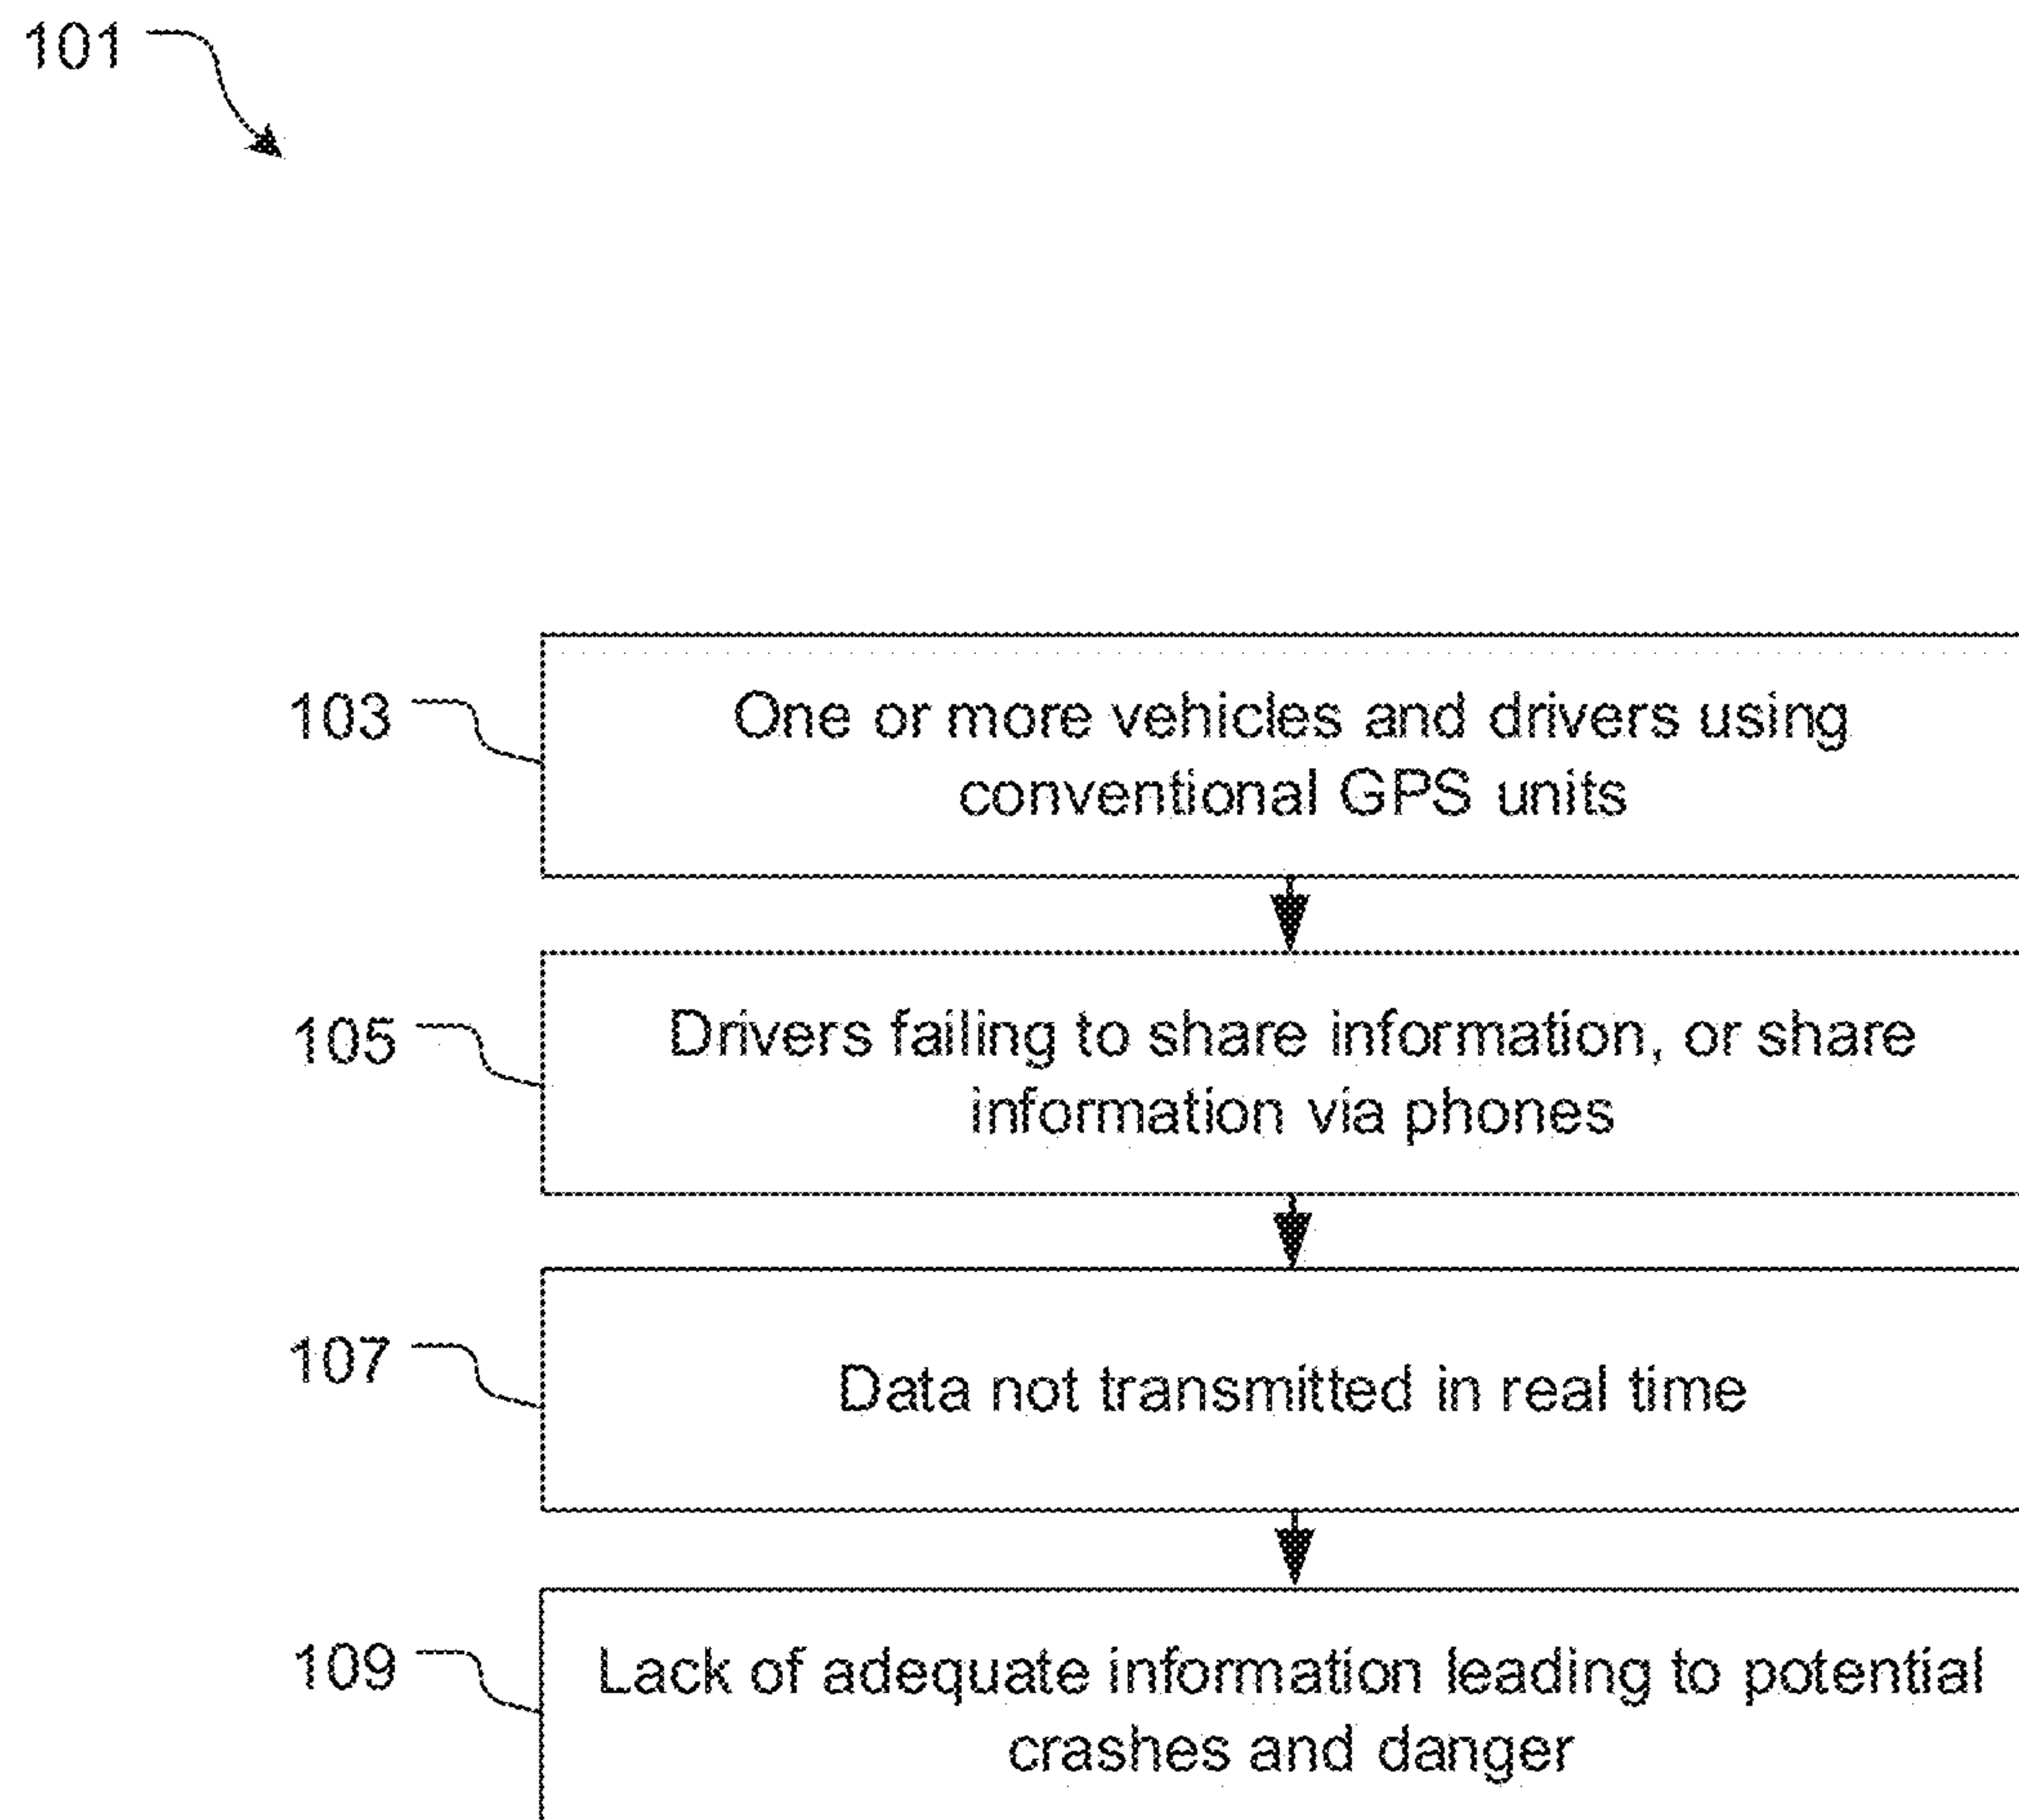 101
103
One or more vehicles and drivers using
conventional GPS units
105
Drivers failing to share information, or share
information via phones
107
Data not transmitted in real time
109
Lack of adequate information leading to potential
crashes and danger